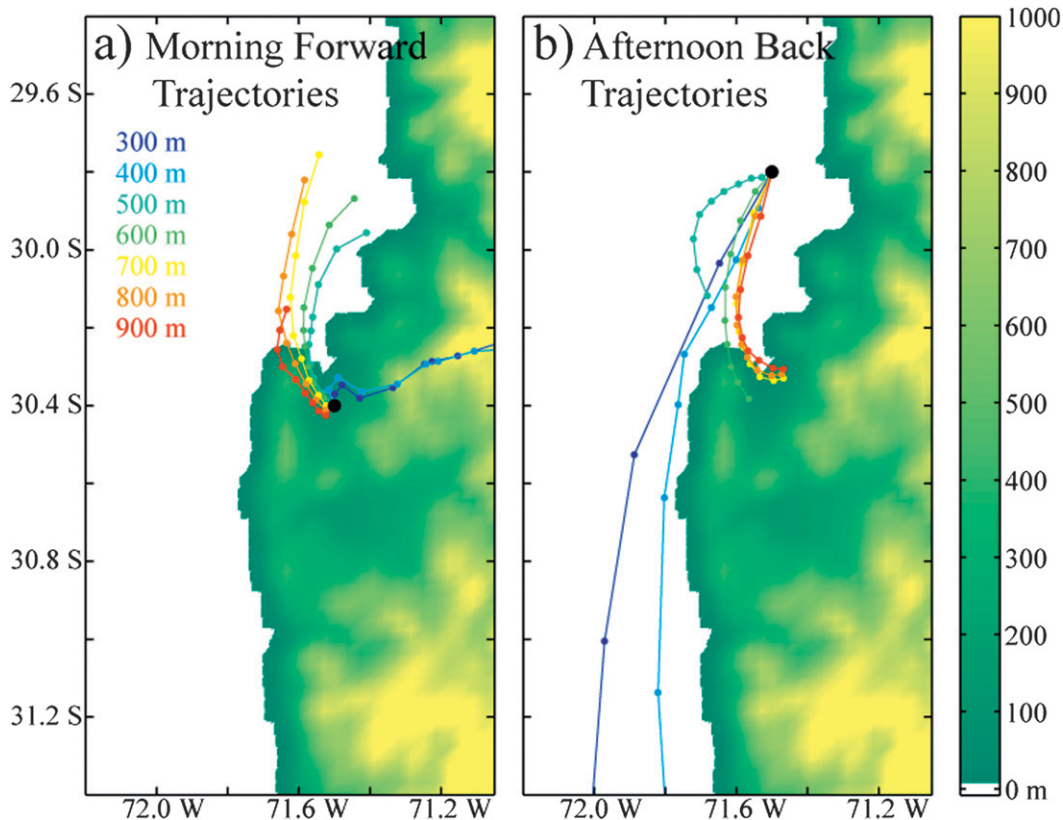 a) Morning Forward
Trajectories
300 m
400 m
500 m
600 m
700 m
800 m
900 m
b) Afternoon Back
Trajectories
29.6 S
30.0 S
30.4 S
30.8 S
31.2 S
72.0 W
71.6 W
71.2 W
72.0 W
71.6 W
71.2 W
1000
900
800
700
600
500
400
300
200
100
0 m